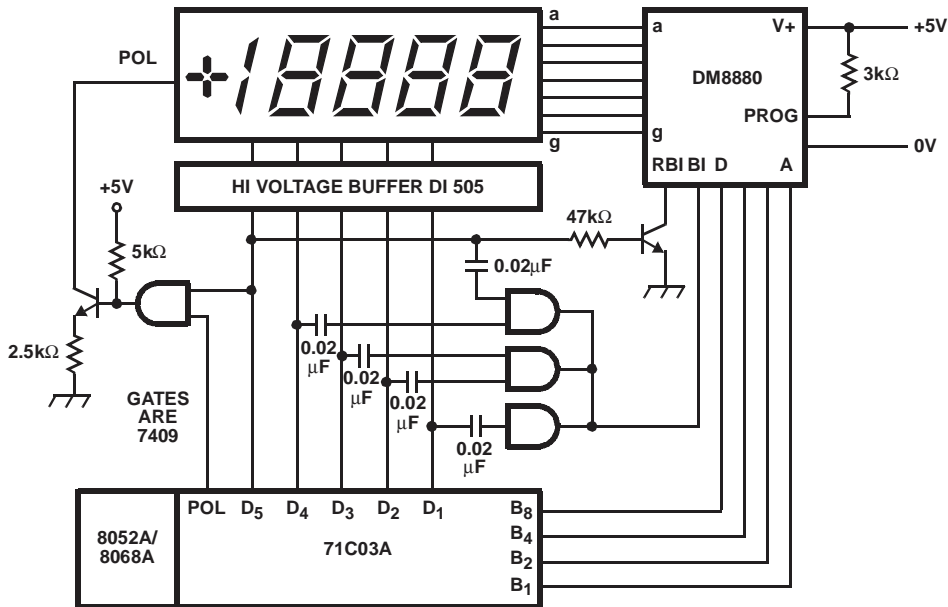 a
a
V+
+5V
POL
+18888
DM8880
3kΩ
PROG
g
g
0V
RBI BI D A
HI VOLTAGE BUFFER DI 505
+5V
47kΩ
5kΩ
0.02μF
2.5kΩ
0.02
μF
0.02
μF
0.02
μF
0.02
μF
GATES
ARE
7409
POL D5 D4 D3 D2 D1
B8
B4
B2
B1
8052A/
8068A
71C03A